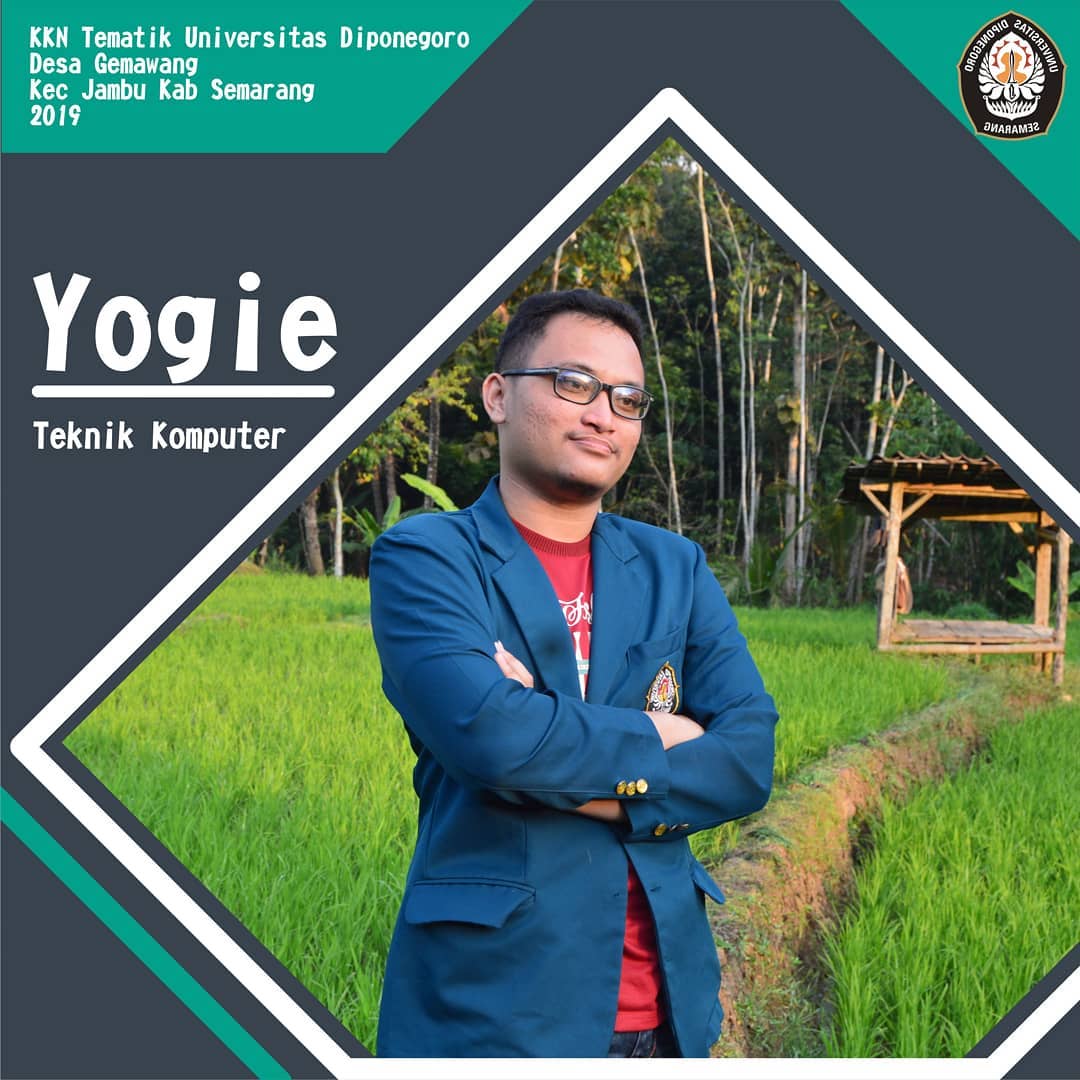 KKN Tematik Universitas Diponegoro
Desa Gemawang
Kec Jambu Kab Semarang
2019
UNIVERSITAS DIPONEGORO
SEMARANG
Yogie
Teknik Komputer